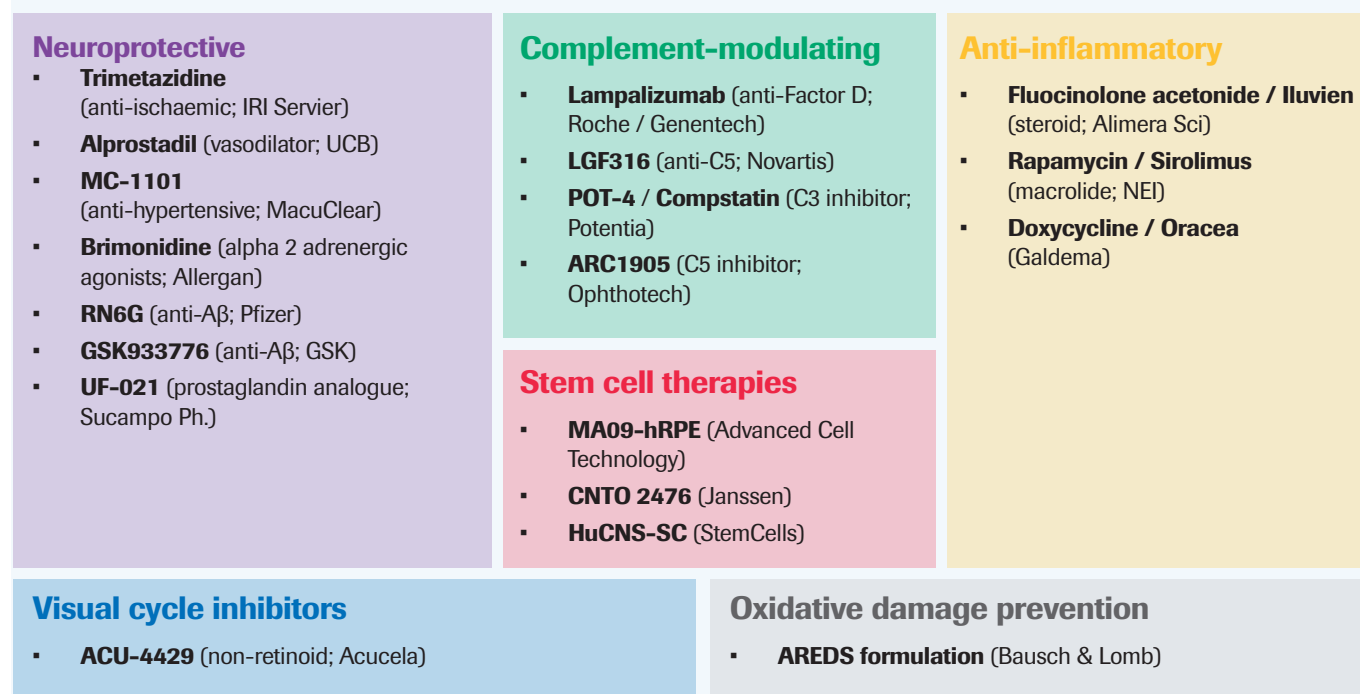 Neuroprotective
▪ Trimetazidine
(anti-ischaemic; IRI Servier)
▪ Alprostadil (vasodilator; UCB)
▪ MC-1101
(anti-hypertensive; MacuClear)
▪ Brimonidine (alpha 2 adrenergic
agonists; Allergan)
▪ RN6G (anti-Aβ; Pfizer)
▪ GSK933776 (anti-Aβ; GSK)
▪ UF-021 (prostaglandin analogue;
Sucampo Ph.)
Complement-modulating
▪ Lampalizumab (anti-Factor D;
Roche / Genentech)
▪ LGF316 (anti-C5; Novartis)
▪ POT-4 / Compstatin (C3 inhibitor;
Potentia)
▪ ARC1905 (C5 inhibitor;
Ophthotech)
Stem cell therapies
▪ MA09-hRPE (Advanced Cell
Technology)
▪ CNTO 2476 (Janssen)
▪ HuCNS-SC (StemCells)
Anti-inflammatory
▪ Fluocinolone acetonide / Iluvien
(steroid; Alimera Sci)
▪ Rapamycin / Sirolimus
(macrolide; NEI)
▪ Doxycycline / Oracea
(Galdema)
Visual cycle inhibitors
▪ ACU-4429 (non-retinoid; Acucela)
Oxidative damage prevention
▪ AREDS formulation (Bausch & Lomb)